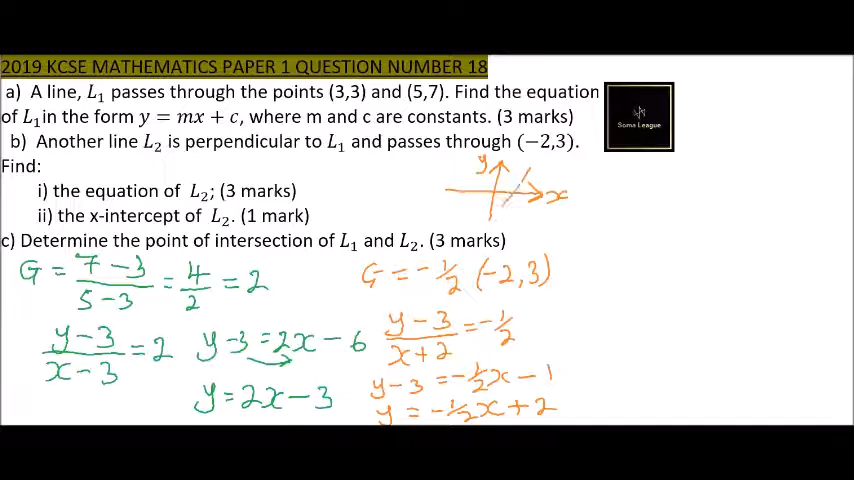 2019 KCSE MATHEMATICS PAPER 1 QUESTION NUMBER 18
a) A line, L₁ passes through the points (3,3) and (5,7). Find the equation
of L₁in the form y = mx + c, where m and c are constants. (3 marks)
b) Another line L₂ is perpendicular to L₁ and passes through (−2,3).
Find:
i) the equation of L₂; (3 marks)
ii) the x-intercept of L₂. (1 mark)
c) Determine the point of intersection of L₁ and L₂. (3 marks)
Soma League
y
x
G = (7 − 3)/(5 − 3) = 4/2 = 2
(y − 3)/(x − 3) = 2
y − 3 = 2x − 6
y = 2x − 3
G = −1/2 (−2, 3)
(y − 3)/(x + 2) = −1/2
y − 3 = −1/2x − 1
y = −1/2x + 2